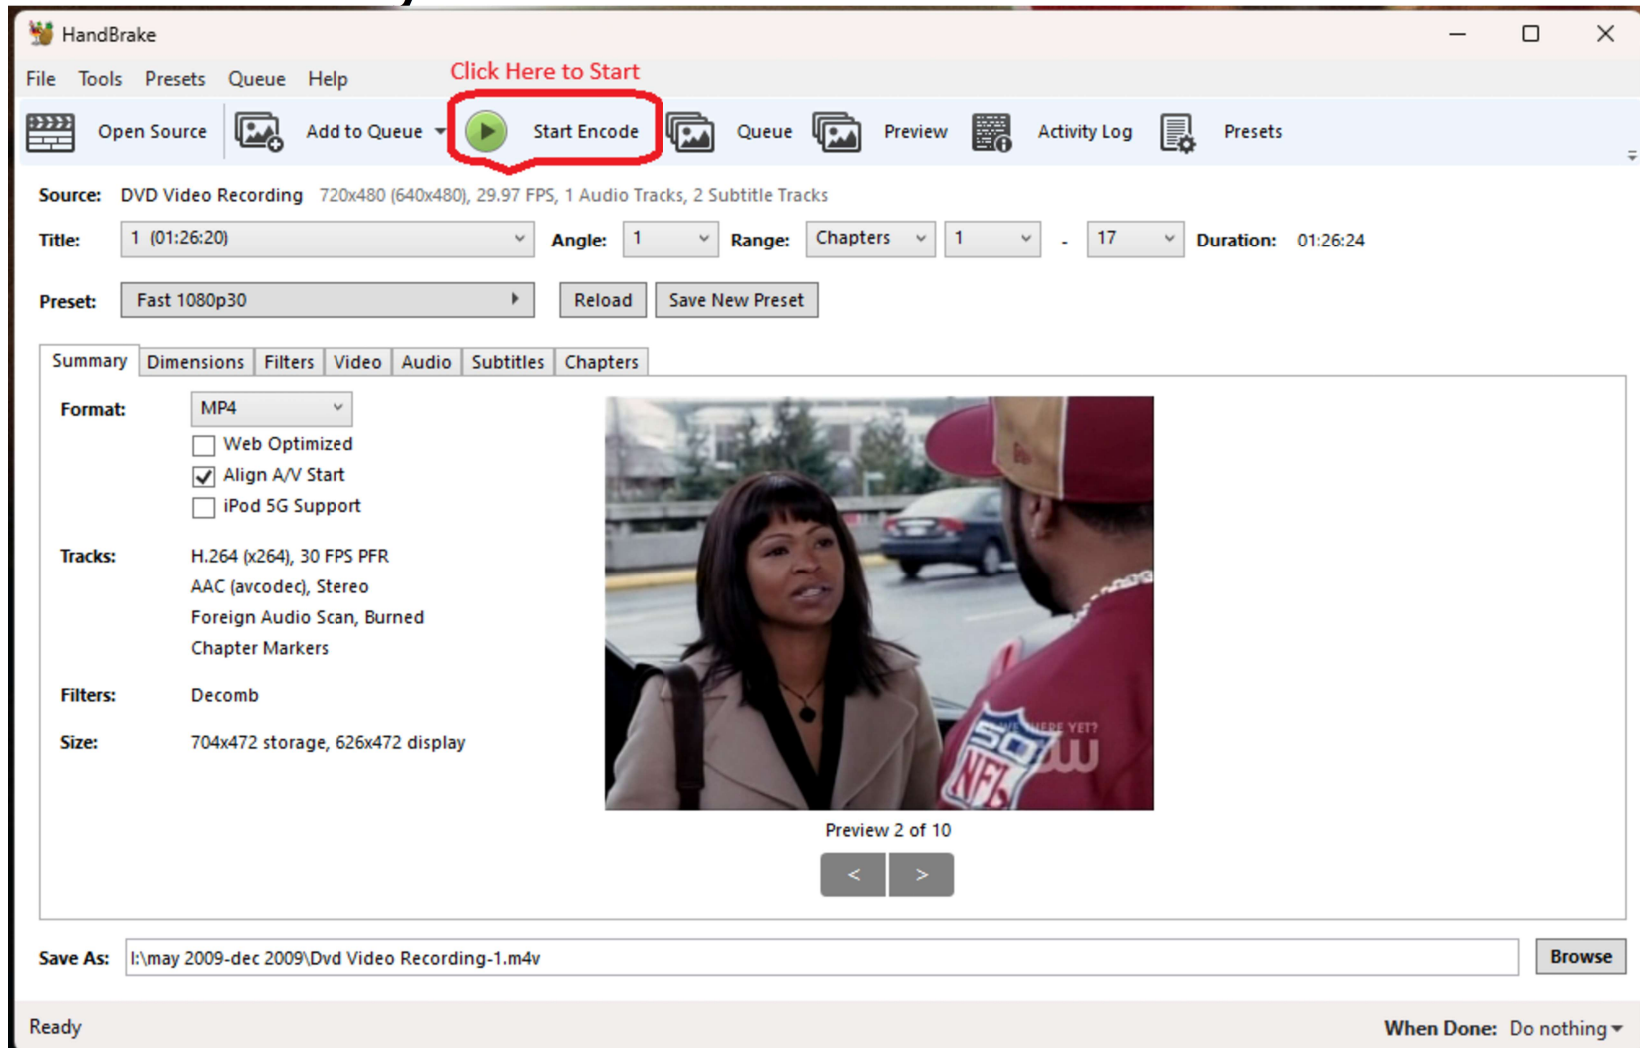 HandBrake
File Tools Presets Queue Help
Click Here to Start
Open Source Add to Queue Start Encode Queue Preview Activity Log Presets
Source: DVD Video Recording 720x480 (640x480), 29.97 FPS, 1 Audio Tracks, 2 Subtitle Tracks
Title: 1 (01:26:20) Angle: 1 Range: Chapters 1 - 17 Duration: 01:26:24
Preset: Fast 1080p30 Reload Save New Preset
Summary Dimensions Filters Video Audio Subtitles Chapters
Format: MP4
Web Optimized
Align A/V Start
iPod 5G Support
Tracks: H.264 (x264), 30 FPS PFR
AAC (avcodec), Stereo
Foreign Audio Scan, Burned
Chapter Markers
Filters: Decomb
Size: 704x472 storage, 626x472 display
WE THERE YET?
50
NFL
Preview 2 of 10
< >
Save As: I:\may 2009-dec 2009\Dvd Video Recording-1.m4v Browse
Ready When Done: Do nothing